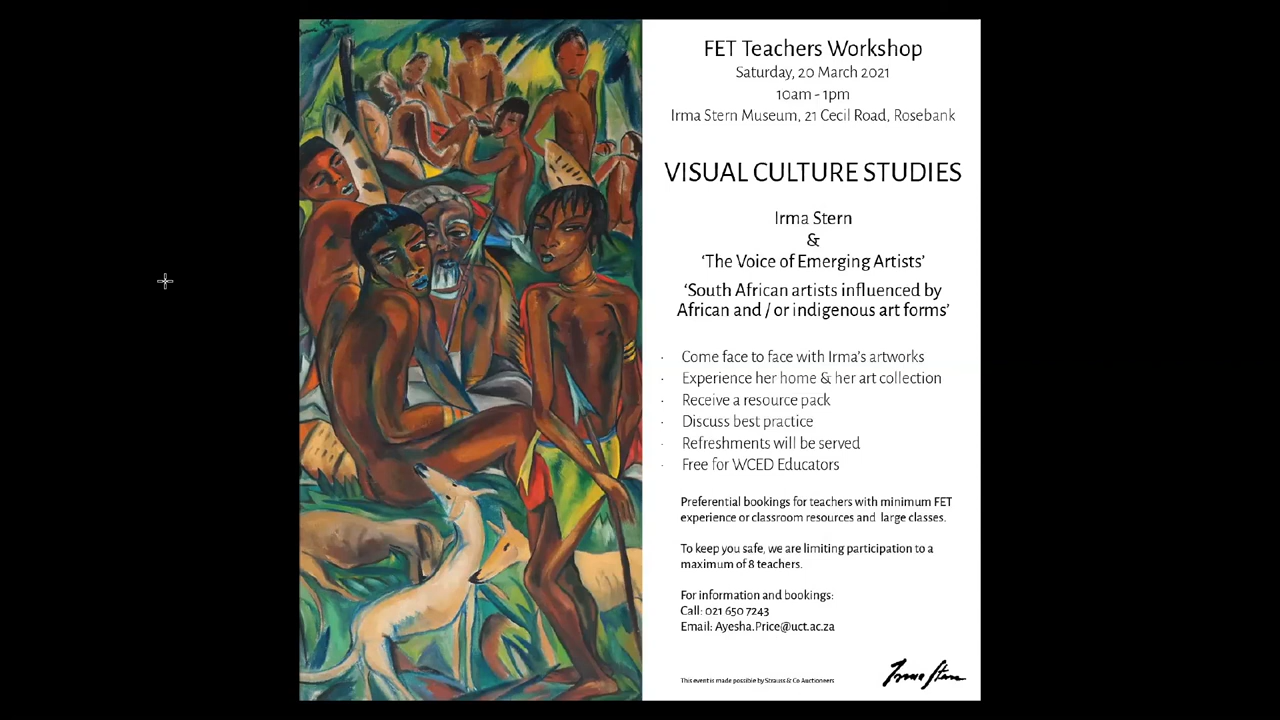 FET Teachers Workshop
Saturday, 20 March 2021
10am - 1pm
Irma Stern Museum, 21 Cecil Road, Rosebank
VISUAL CULTURE STUDIES
Irma Stern
&
‘The Voice of Emerging Artists’
‘South African artists influenced by
African and / or indigenous art forms’
· Come face to face with Irma’s artworks
· Experience her home & her art collection
· Receive a resource pack
· Discuss best practice
· Refreshments will be served
· Free for WCED Educators
Preferential bookings for teachers with minimum FET
experience or classroom resources and large classes.
To keep you safe, we are limiting participation to a
maximum of 8 teachers.
For information and bookings:
Call: 021 650 7243
Email: Ayesha.Price@uct.ac.za
This event is made possible by Strauss & Co Auctioneers
Irma Stern